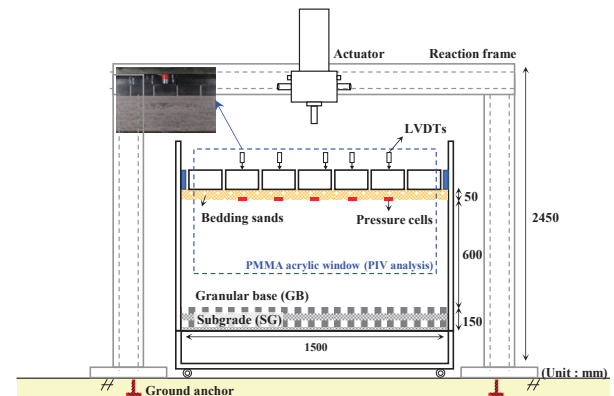 Actuator
Reaction frame
LVDTs
50
Bedding sands
Pressure cells
2450
PMMA acrylic window (PIV analysis)
600
Granular base (GB)
Subgrade (SG)
150
1500
(Unit : mm)
Ground anchor